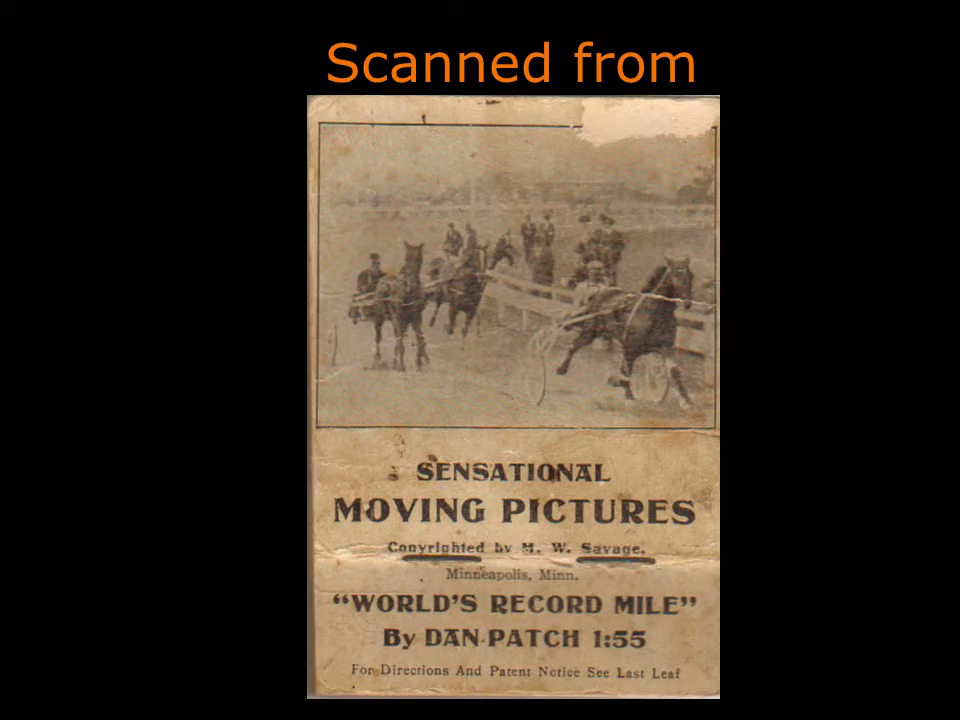 Scanned from
SENSATIONAL
MOVING PICTURES
Copyrighted by M. W. Savage,
Minneapolis, Minn.
“WORLD'S RECORD MILE”
By DAN PATCH 1:55
For Directions And Patent Notice See Last Leaf